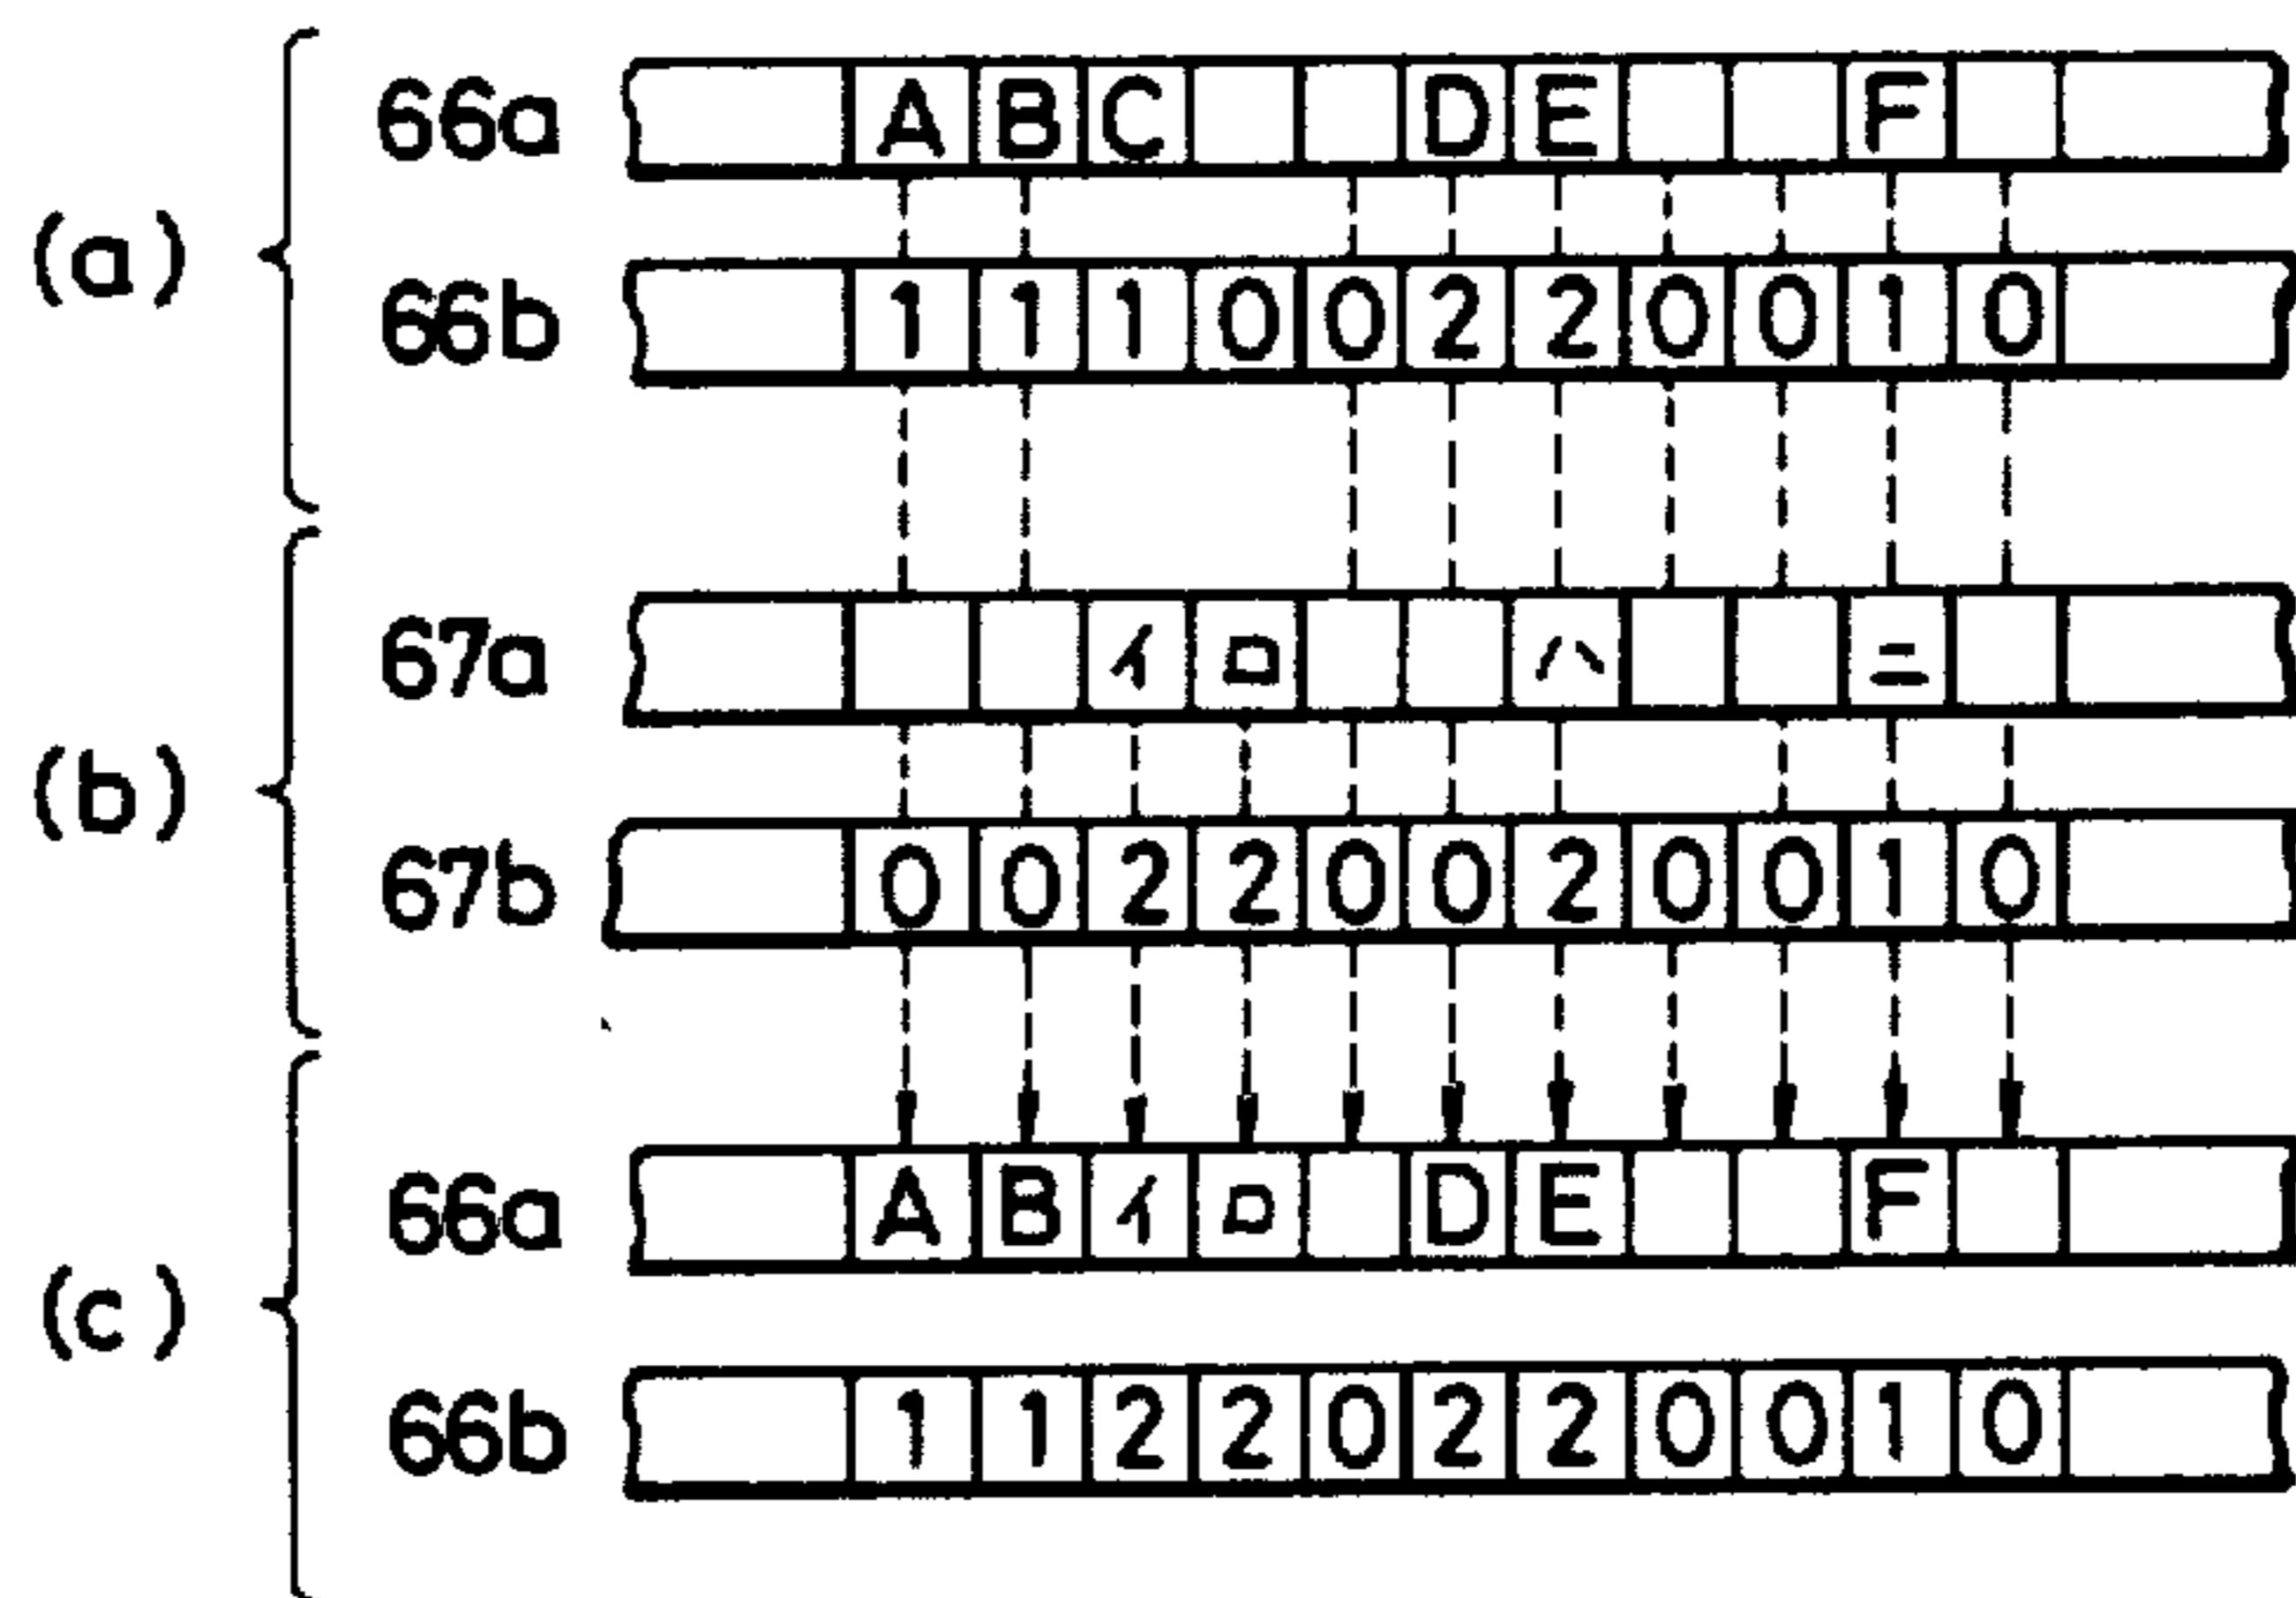 66a A B C D E F
(a)
66b 1 1 1 0 0 2 2 0 0 1 0
67a イ ロ ハ ニ
(b)
67b 0 0 2 2 0 0 2 0 0 1 0
66a A B イ ロ D E F
(c)
66b 1 1 2 2 0 2 2 0 0 1 0